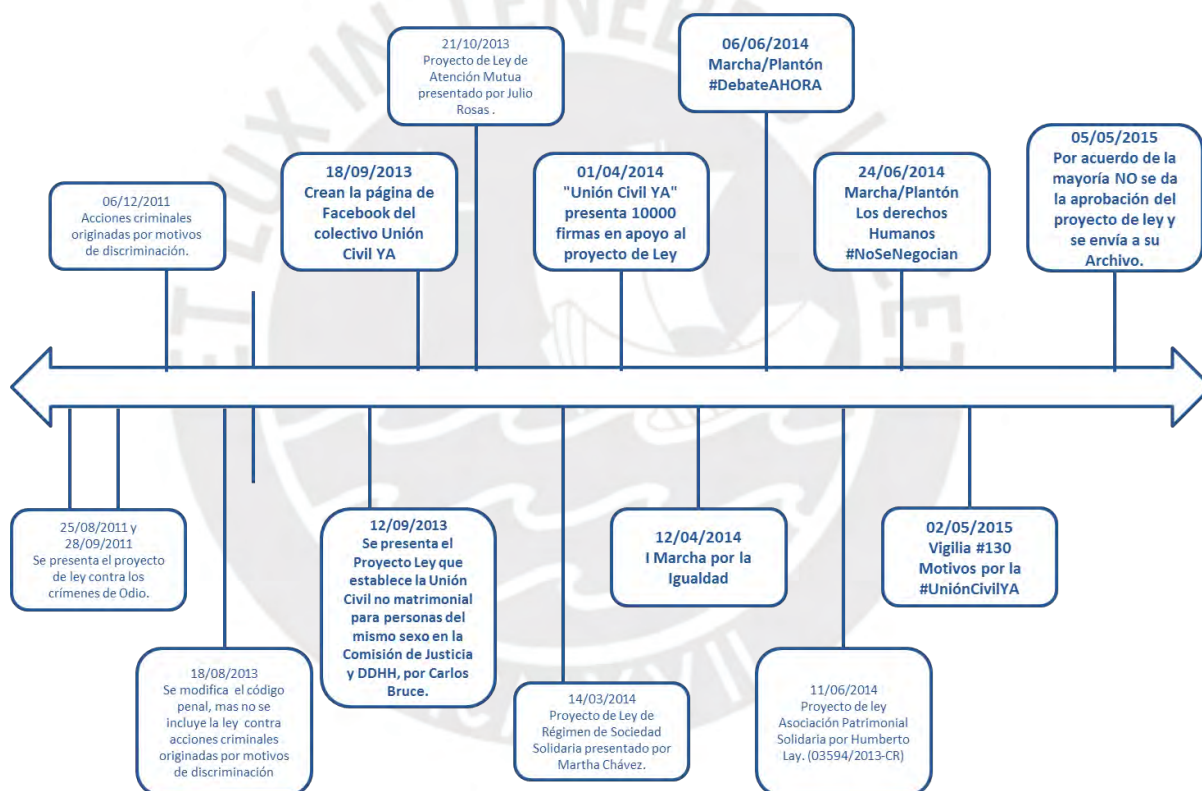 21/10/2013
Proyecto de Ley de
Atención Mutua
presentado por Julio
Rosas .
06/06/2014
Marcha/Plantón
#DebateAHORA
05/05/2015
Por acuerdo de la
mayoría NO se da
la aprobación del
proyecto de ley y
se envía a su
Archivo.
18/09/2013
Crean la página de
Facebook del
colectivo Unión
Civil YA
01/04/2014
"Unión Civil YA"
presenta 10000
firmas en apoyo al
proyecto de Ley
24/06/2014
Marcha/Plantón
Los derechos
Humanos
#NoSeNegocian
06/12/2011
Acciones criminales
originadas por motivos
de discriminación.
25/08/2011 y
28/09/2011
Se presenta el proyecto
de ley contra los
crímenes de Odio.
12/09/2013
Se presenta el
Proyecto Ley que
establece la Unión
Civil no matrimonial
para personas del
mismo sexo en la
Comisión de Justicia
y DDHH, por Carlos
Bruce.
12/04/2014
I Marcha por la
Igualdad
02/05/2015
Vigilia #130
Motivos por la
#UniónCivilYA
18/08/2013
Se modifica el código
penal, mas no se
incluye la ley contra
acciones criminales
originadas por motivos
de discriminación
14/03/2014
Proyecto de Ley de
Régimen de Sociedad
Solidaria presentado por
Martha Chávez.
11/06/2014
Proyecto de ley
Asociación Patrimonial
Solidaria por Humberto
Lay. (03594/2013-CR)
ET LUX IN TENEBRIS LUCET